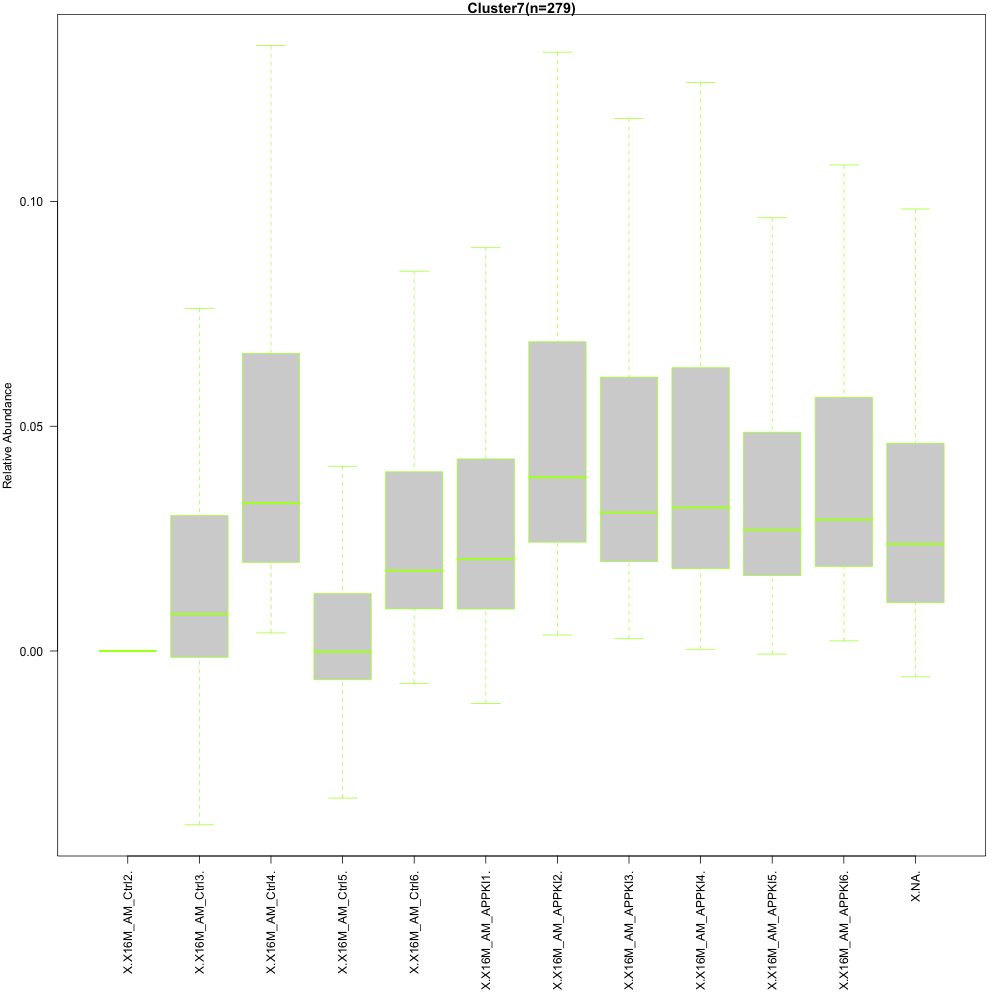 Cluster7(n=279)
Relative Abundance
0.10
0.05
0.00
X.X16M_AM_Ctrl2.
X.X16M_AM_Ctrl3.
X.X16M_AM_Ctrl4.
X.X16M_AM_Ctrl5.
X.X16M_AM_Ctrl6.
X.X16M_AM_APPKI1.
X.X16M_AM_APPKI2.
X.X16M_AM_APPKI3.
X.X16M_AM_APPKI4.
X.X16M_AM_APPKI5.
X.X16M_AM_APPKI6.
X.NA.